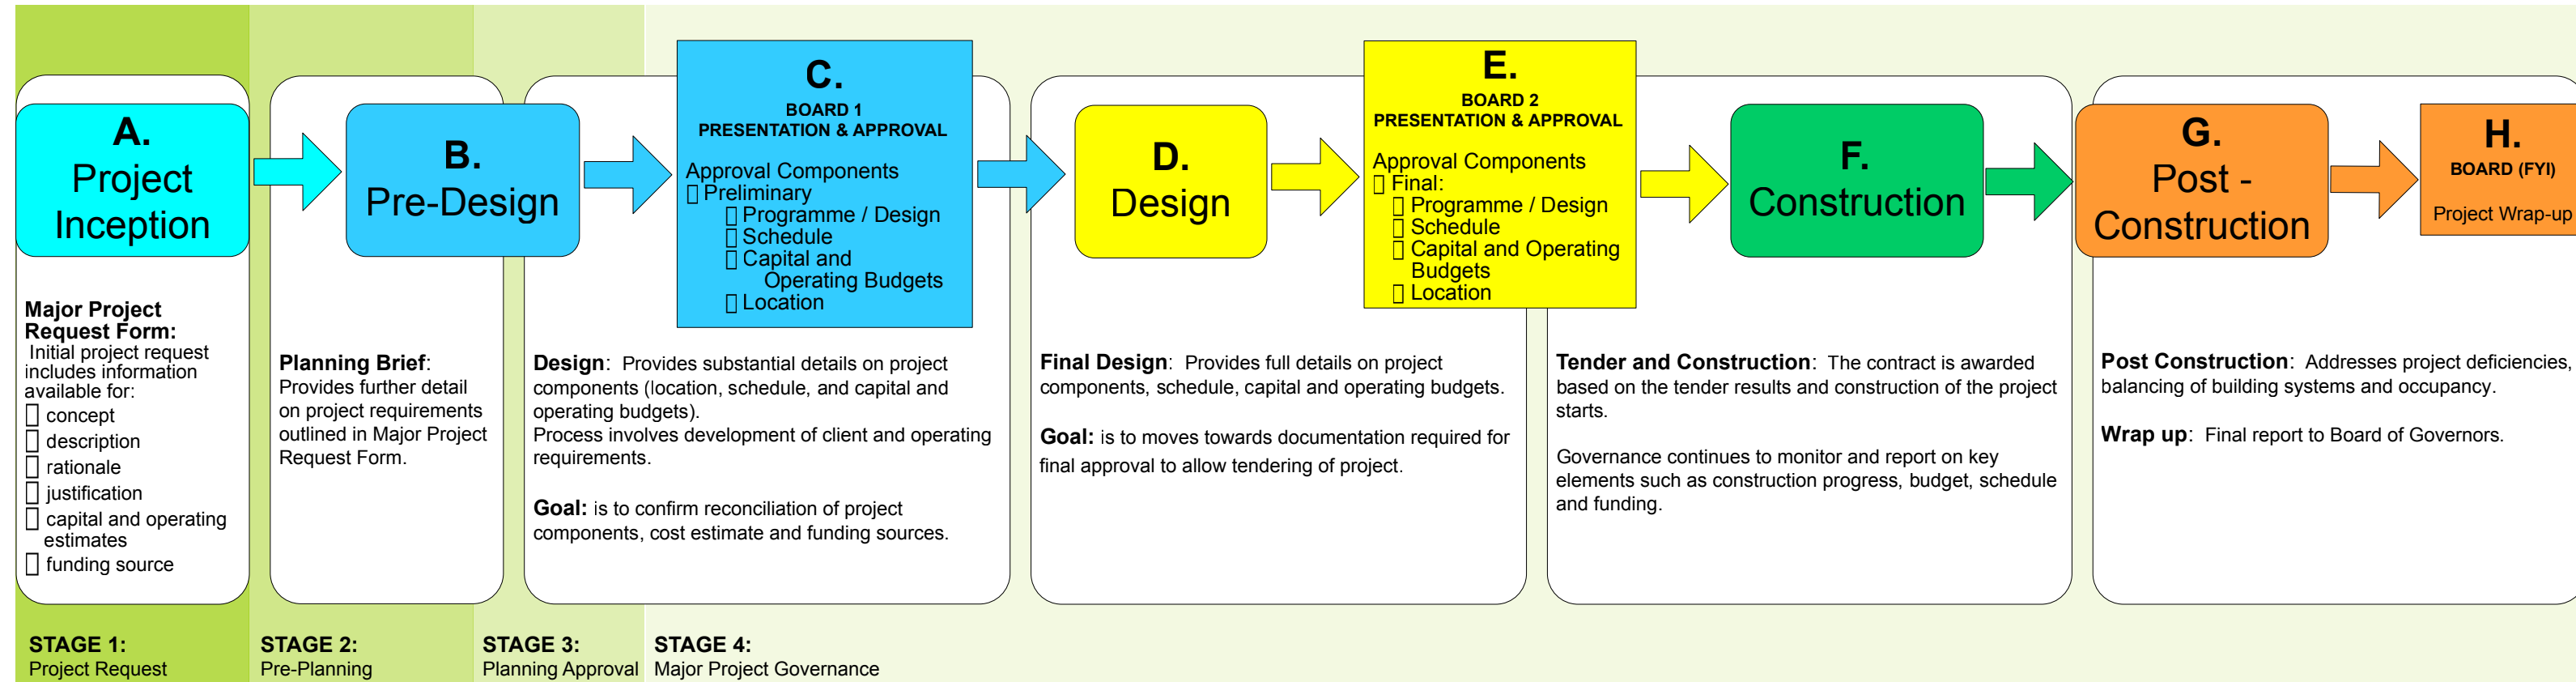 A.
Project
Inception
Major Project
Request Form:
Initial project request
includes information
available for:
concept
description
rationale
justification
capital and operating
estimates
funding source
B.
Pre-Design
Planning Brief:
Provides further detail
on project requirements
outlined in Major Project
Request Form.
C.
BOARD 1
PRESENTATION & APPROVAL
Approval Components
Preliminary
Programme / Design
Schedule
Capital and
Operating Budgets
Location
Design: Provides substantial details on project
components (location, schedule, and capital and
operating budgets).
Process involves development of client and operating
requirements.
Goal: is to confirm reconciliation of project
components, cost estimate and funding sources.
D.
Design
Final Design: Provides full details on project
components, schedule, capital and operating budgets.
Goal: is to moves towards documentation required for
final approval to allow tendering of project.
E.
BOARD 2
PRESENTATION & APPROVAL
Approval Components
Final:
Programme / Design
Schedule
Capital and Operating
Budgets
Location
F.
Construction
Tender and Construction: The contract is awarded
based on the tender results and construction of the project
starts.
Governance continues to monitor and report on key
elements such as construction progress, budget, schedule
and funding.
G.
Post -
Construction
H.
BOARD (FYI)
Project Wrap-up
Post Construction: Addresses project deficiencies,
balancing of building systems and occupancy.
Wrap up: Final report to Board of Governors.
STAGE 1:
Project Request
STAGE 2:
Pre-Planning
STAGE 3:
Planning Approval
STAGE 4:
Major Project Governance